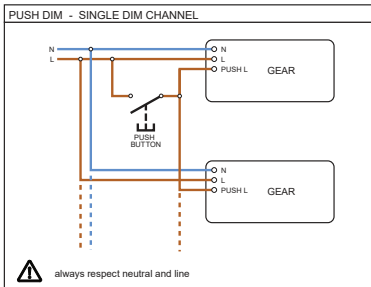 PUSH DIM - SINGLE DIM CHANNEL
N
L
N
L
PUSH L
GEAR
PUSH
BUTTON
N
L
PUSH L
GEAR
always respect neutral and line